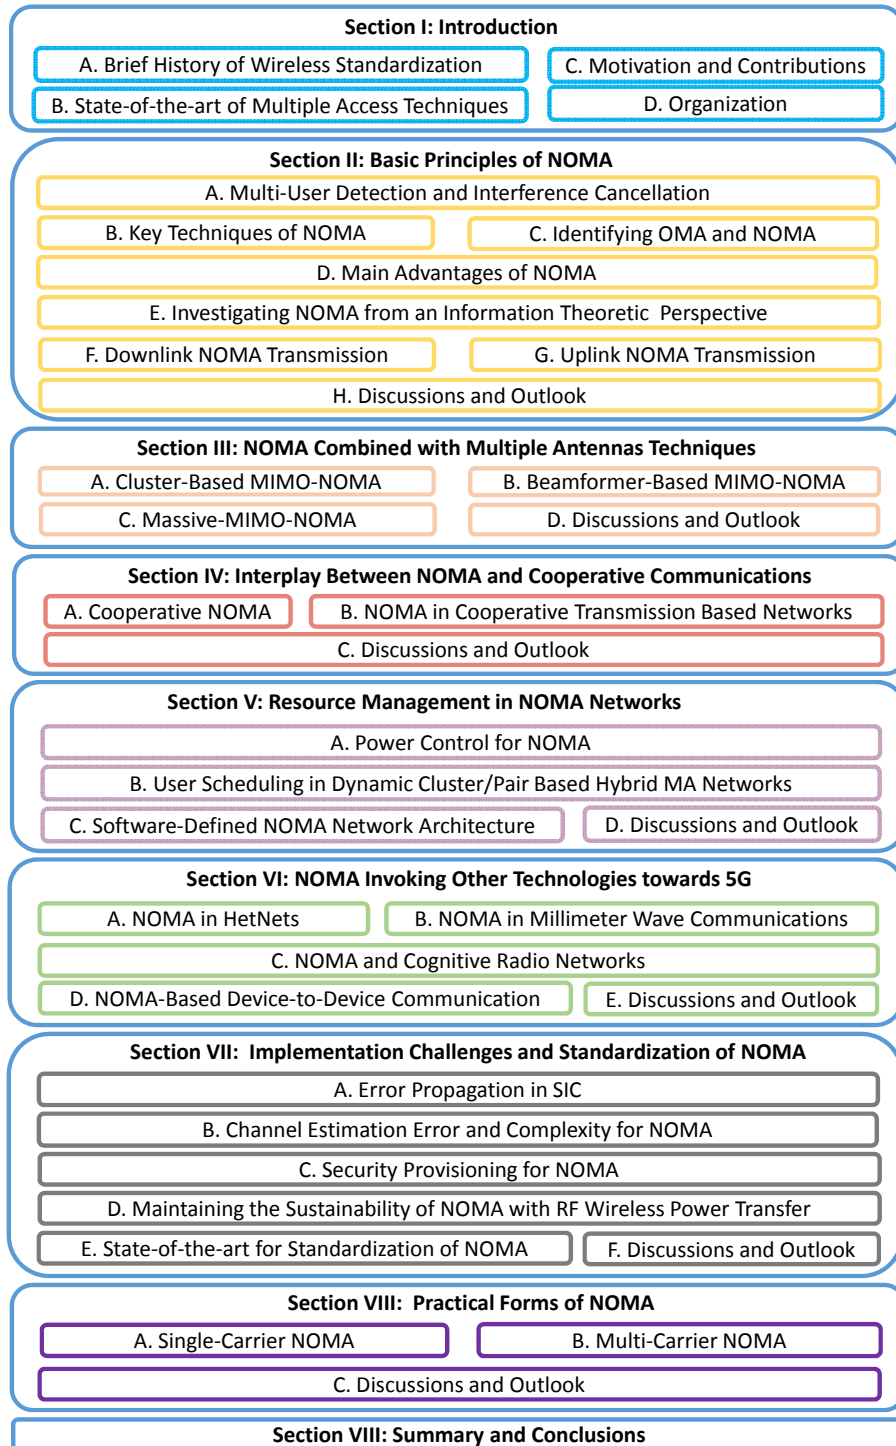 Section I: Introduction
A. Brief History of Wireless Standardization
C. Motivation and Contributions
B. State-of-the-art of Multiple Access Techniques
D. Organization
Section II: Basic Principles of NOMA
A. Multi-User Detection and Interference Cancellation
B. Key Techniques of NOMA
C. Identifying OMA and NOMA
D. Main Advantages of NOMA
E. Investigating NOMA from an Information Theoretic Perspective
F. Downlink NOMA Transmission
G. Uplink NOMA Transmission
H. Discussions and Outlook
Section III: NOMA Combined with Multiple Antennas Techniques
A. Cluster-Based MIMO-NOMA
B. Beamformer-Based MIMO-NOMA
C. Massive-MIMO-NOMA
D. Discussions and Outlook
Section IV: Interplay Between NOMA and Cooperative Communications
A. Cooperative NOMA
B. NOMA in Cooperative Transmission Based Networks
C. Discussions and Outlook
Section V: Resource Management in NOMA Networks
A. Power Control for NOMA
B. User Scheduling in Dynamic Cluster/Pair Based Hybrid MA Networks
C. Software-Defined NOMA Network Architecture
D. Discussions and Outlook
Section VI: NOMA Invoking Other Technologies towards 5G
A. NOMA in HetNets
B. NOMA in Millimeter Wave Communications
C. NOMA and Cognitive Radio Networks
D. NOMA-Based Device-to-Device Communication
E. Discussions and Outlook
Section VII: Implementation Challenges and Standardization of NOMA
A. Error Propagation in SIC
B. Channel Estimation Error and Complexity for NOMA
C. Security Provisioning for NOMA
D. Maintaining the Sustainability of NOMA with RF Wireless Power Transfer
E. State-of-the-art for Standardization of NOMA
F. Discussions and Outlook
Section VIII: Practical Forms of NOMA
A. Single-Carrier NOMA
B. Multi-Carrier NOMA
C. Discussions and Outlook
Section VIII: Summary and Conclusions